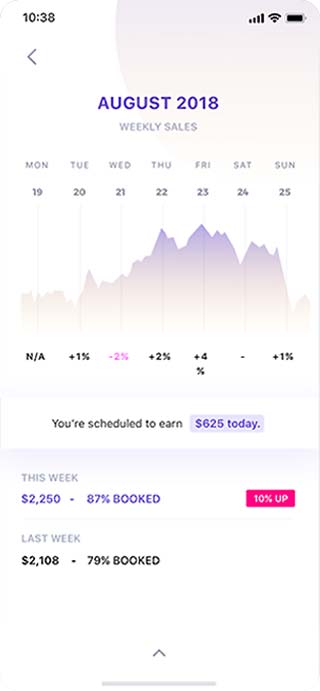 10:38
AUGUST 2018
WEEKLY SALES
MON TUE WED THU FRI SAT SUN
19 20 21 22 23 24 25
N/A +1% -2% +2% +4 - +1%
%
You're scheduled to earn $625 today.
THIS WEEK
$2,250 - 87% BOOKED 10% UP
LAST WEEK
$2,108 - 79% BOOKED